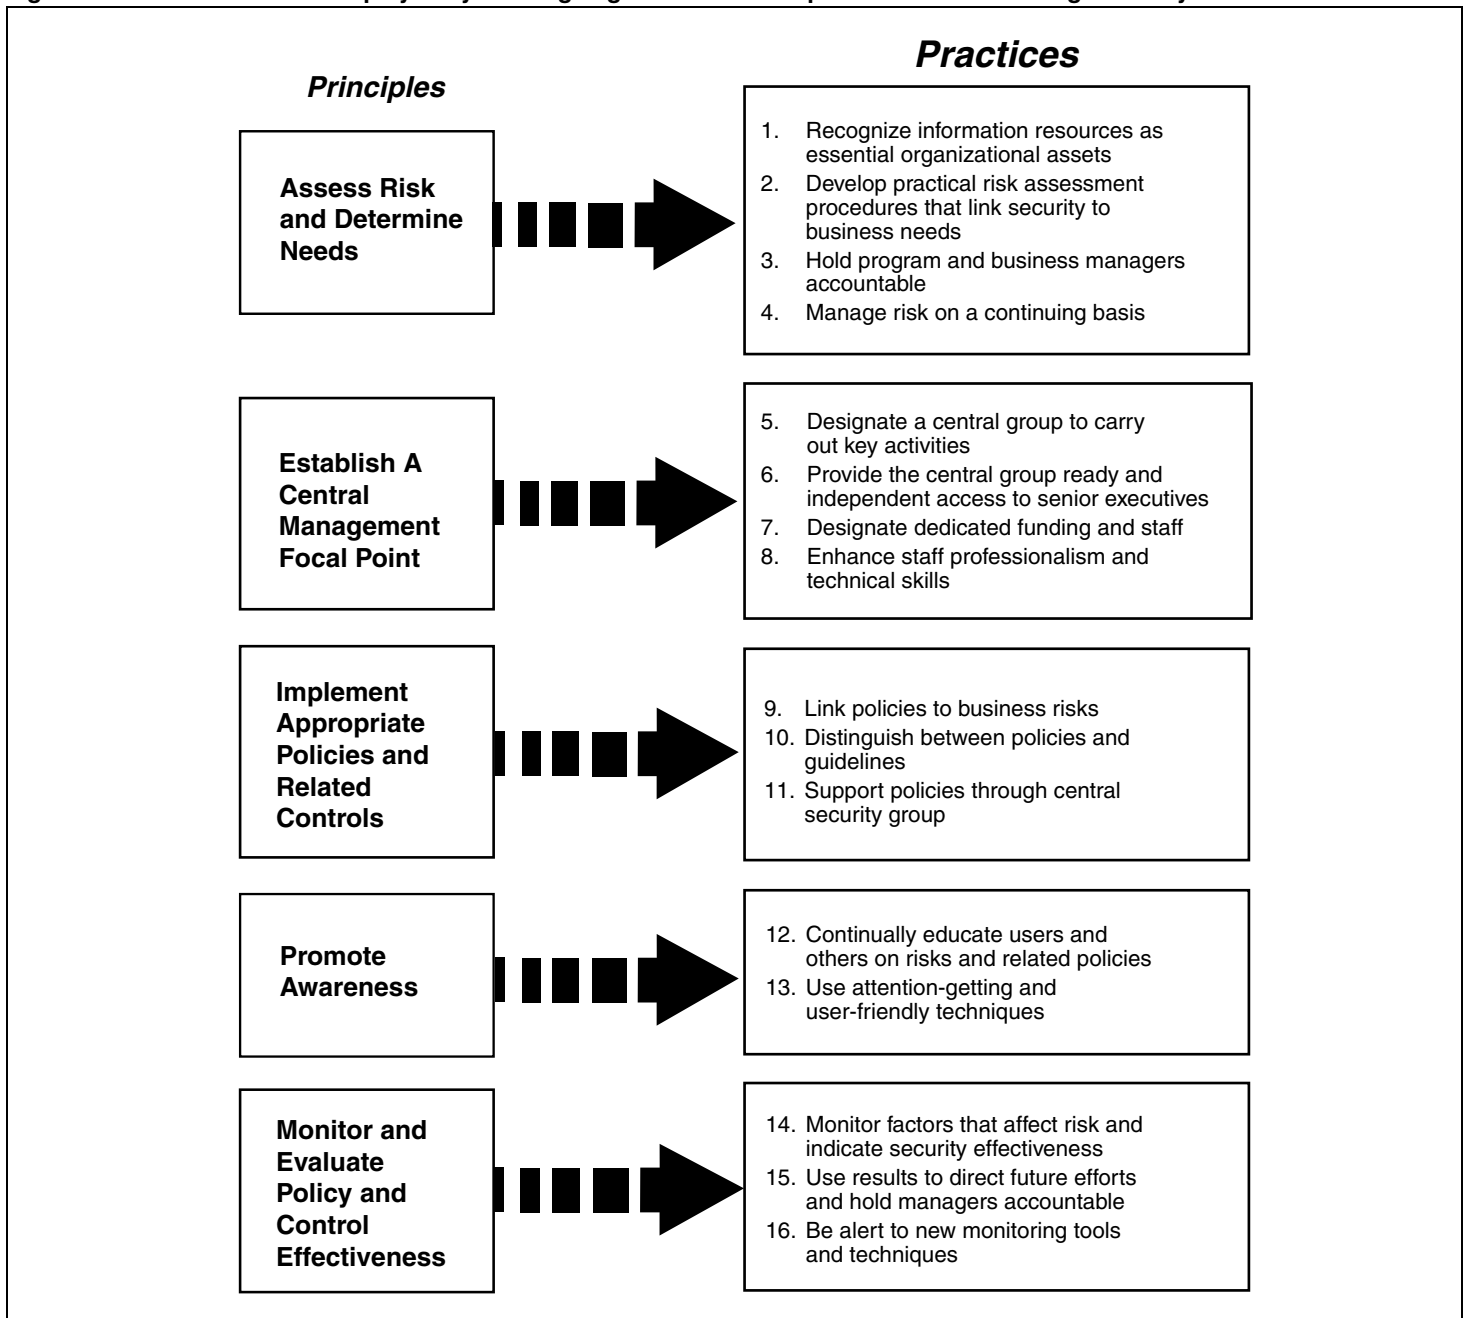 Principles
Practices
Assess Risk
and Determine
Needs
1. Recognize information resources as
essential organizational assets
2. Develop practical risk assessment
procedures that link security to
business needs
3. Hold program and business managers
accountable
4. Manage risk on a continuing basis
Establish A
Central
Management
Focal Point
5. Designate a central group to carry
out key activities
6. Provide the central group ready and
independent access to senior executives
7. Designate dedicated funding and staff
8. Enhance staff professionalism and
technical skills
Implement
Appropriate
Policies and
Related
Controls
9. Link policies to business risks
10. Distinguish between policies and
guidelines
11. Support policies through central
security group
Promote
Awareness
12. Continually educate users and
others on risks and related policies
13. Use attention-getting and
user-friendly techniques
Monitor and
Evaluate
Policy and
Control
Effectiveness
14. Monitor factors that affect risk and
indicate security effectiveness
15. Use results to direct future efforts
and hold managers accountable
16. Be alert to new monitoring tools
and techniques